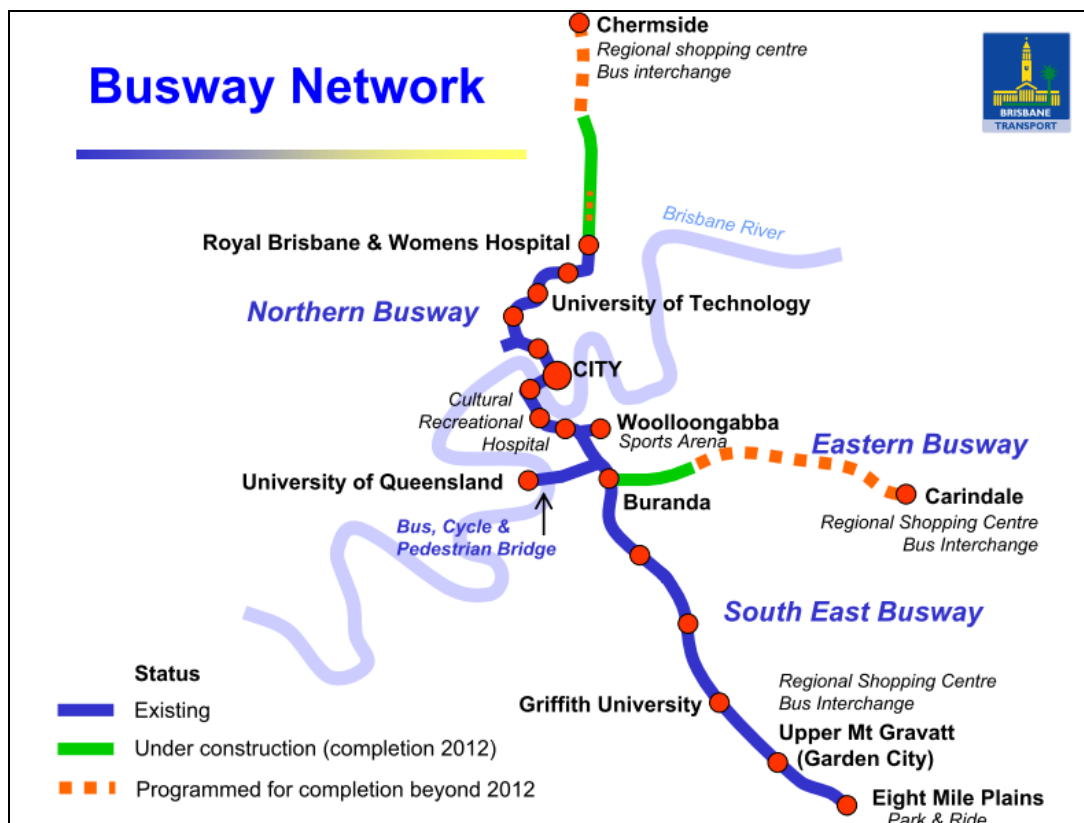 Busway Network
Chermside
Regional shopping centre
Bus interchange
BRISBANE
TRANSPORT
Brisbane River
Royal Brisbane & Womens Hospital
Northern Busway
University of Technology
CITY
Cultural
Recreational
Hospital
Woolloongabba
Sports Arena
Eastern Busway
University of Queensland
Buranda
Carindale
Regional Shopping Centre
Bus Interchange
Bus, Cycle &
Pedestrian Bridge
South East Busway
Status
Existing
Under construction (completion 2012)
Programmed for completion beyond 2012
Griffith University
Regional Shopping Centre
Bus Interchange
Upper Mt Gravatt
(Garden City)
Eight Mile Plains
Park & Ride